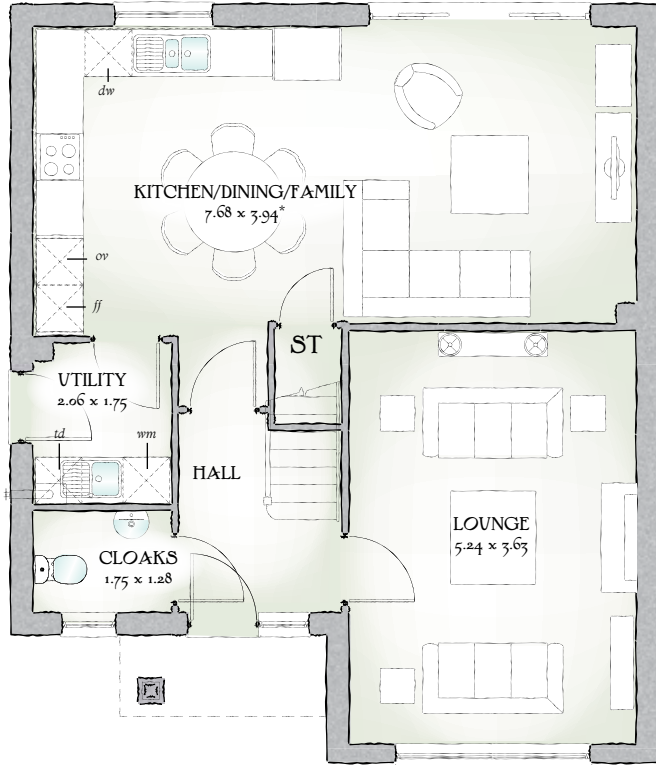 dw
KITCHEN/DINING/FAMILY
7.68 x 3.94*
ov
ff
ST
UTILITY
2.06 x 1.75
td
wm
HALL
LOUNGE
5.24 x 3.63
CLOAKS
1.75 x 1.28